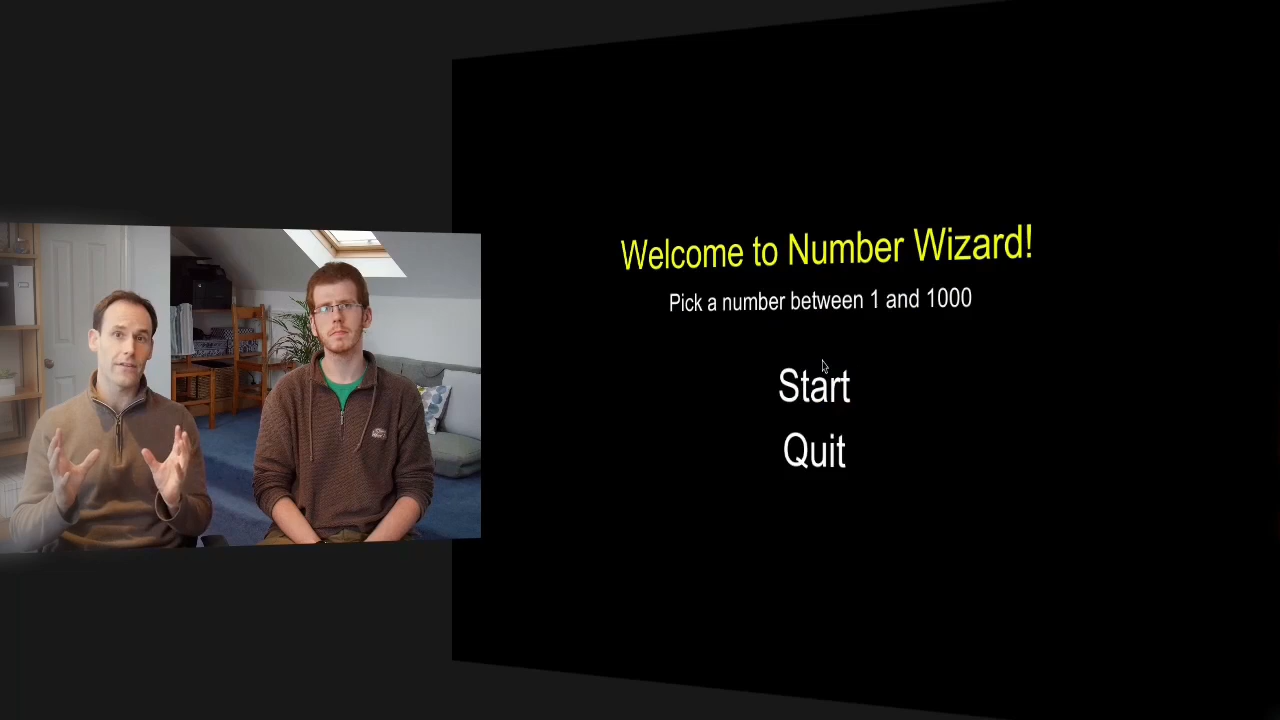 Welcome to Number Wizard!
Pick a number between 1 and 1000
Start
Quit